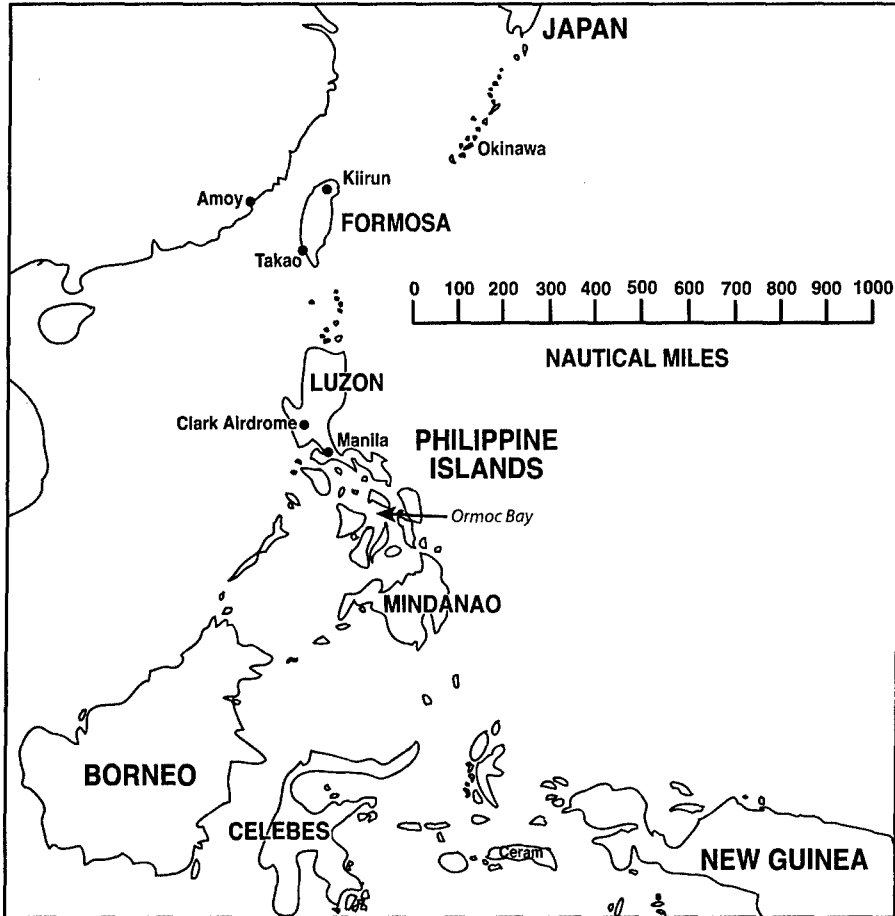 JAPAN
Okinawa
Kiirun
Amoy
FORMOSA
Takao
0 100 200 300 400 500 600 700 800 900 1000
NAUTICAL MILES
LUZON
Clark Airdrome
Manila
PHILIPPINE
ISLANDS
Ormoc Bay
MINDANAO
BORNEO
CELEBES
Ceram
NEW GUINEA